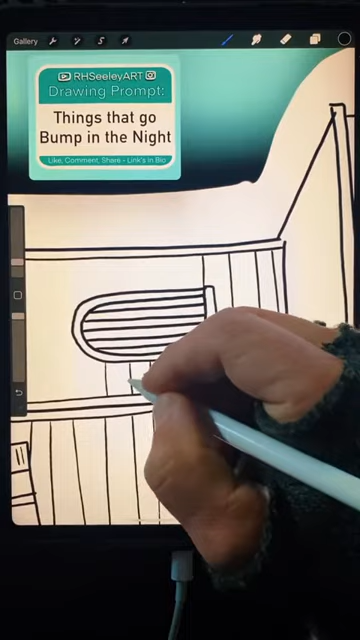 Gallery
RHSeeleyART
Drawing Prompt:
Things that go
Bump in the Night
Like, Comment, Share - Link's In Bio